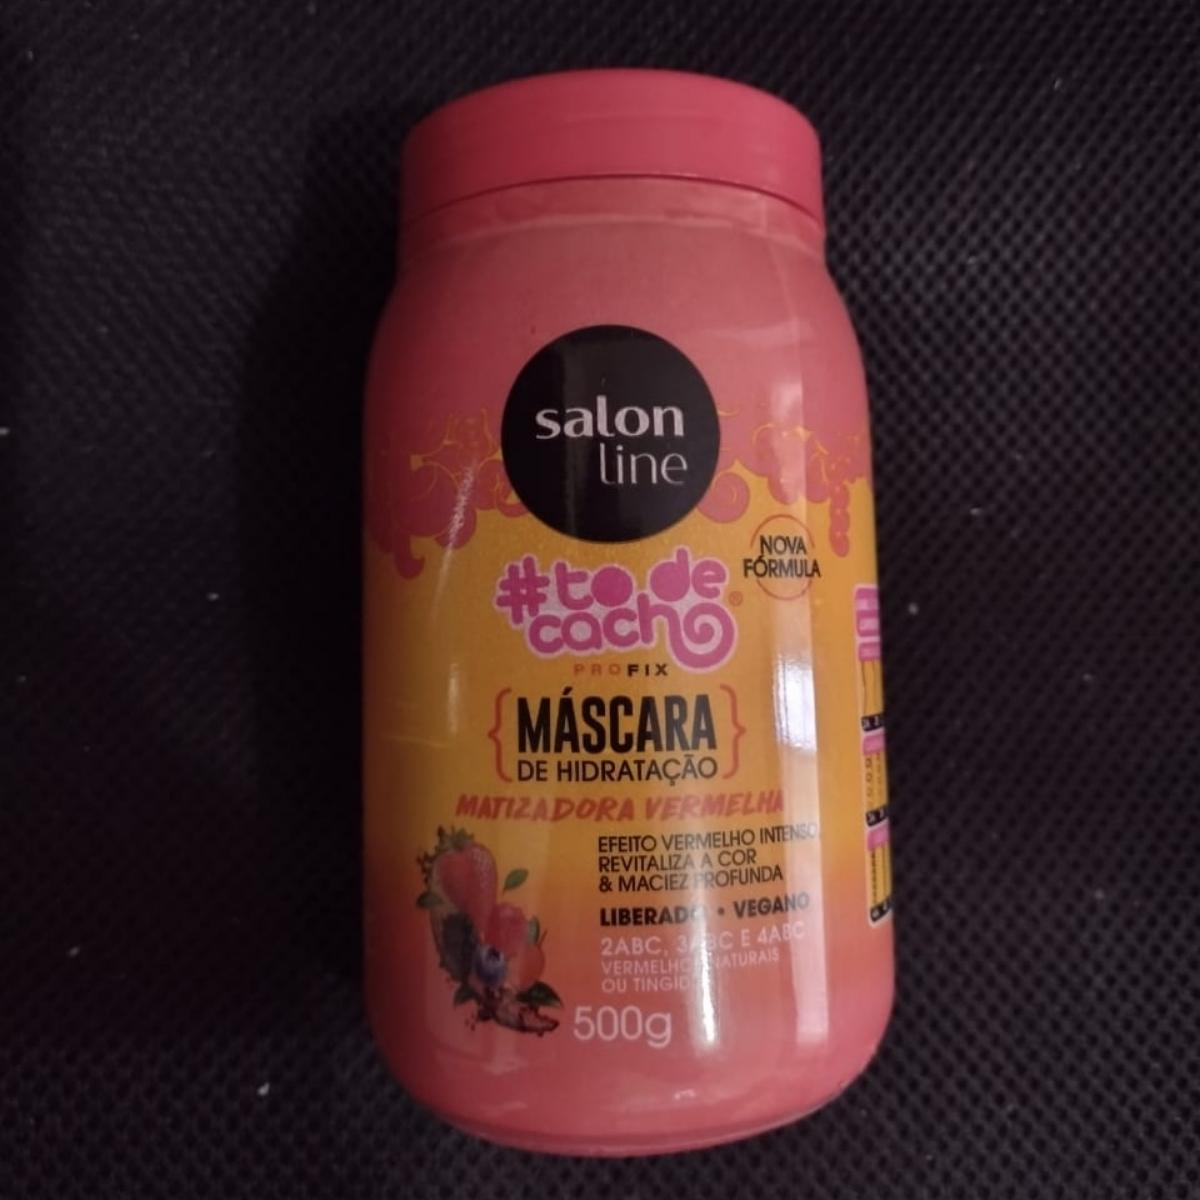 salon
line
NOVA
FÓRMULA
#to de
cacho®
PROFIX
{MÁSCARA}
DE HIDRATAÇÃO
MATIZADORA VERMELHA
EFEITO VERMELHO INTENSO
REVITALIZA A COR
& MACIEZ PROFUNDA
LIBERADO • VEGANO
2ABC, 3ABC E 4ABC
VERMELHOS NATURAIS
OU TINGIDOS
500g